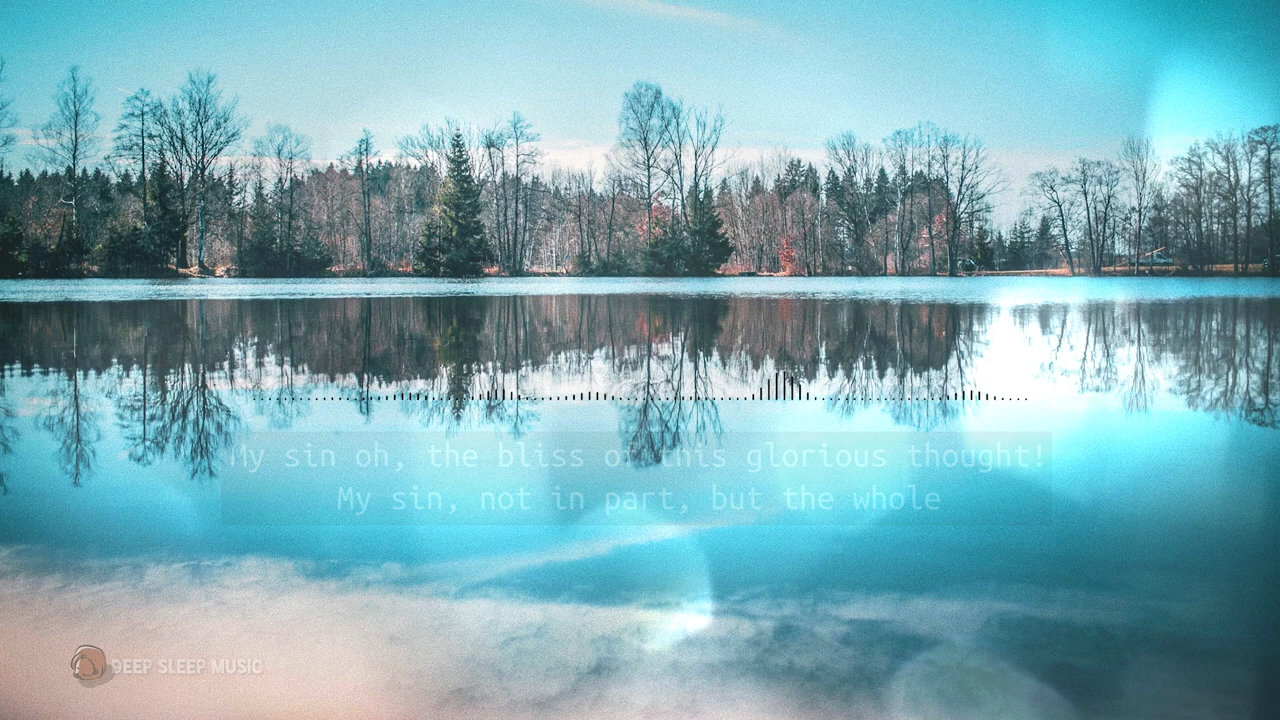 My sin oh, the bliss of this glorious thought!
My sin, not in part, but the whole
DEEP SLEEP MUSIC